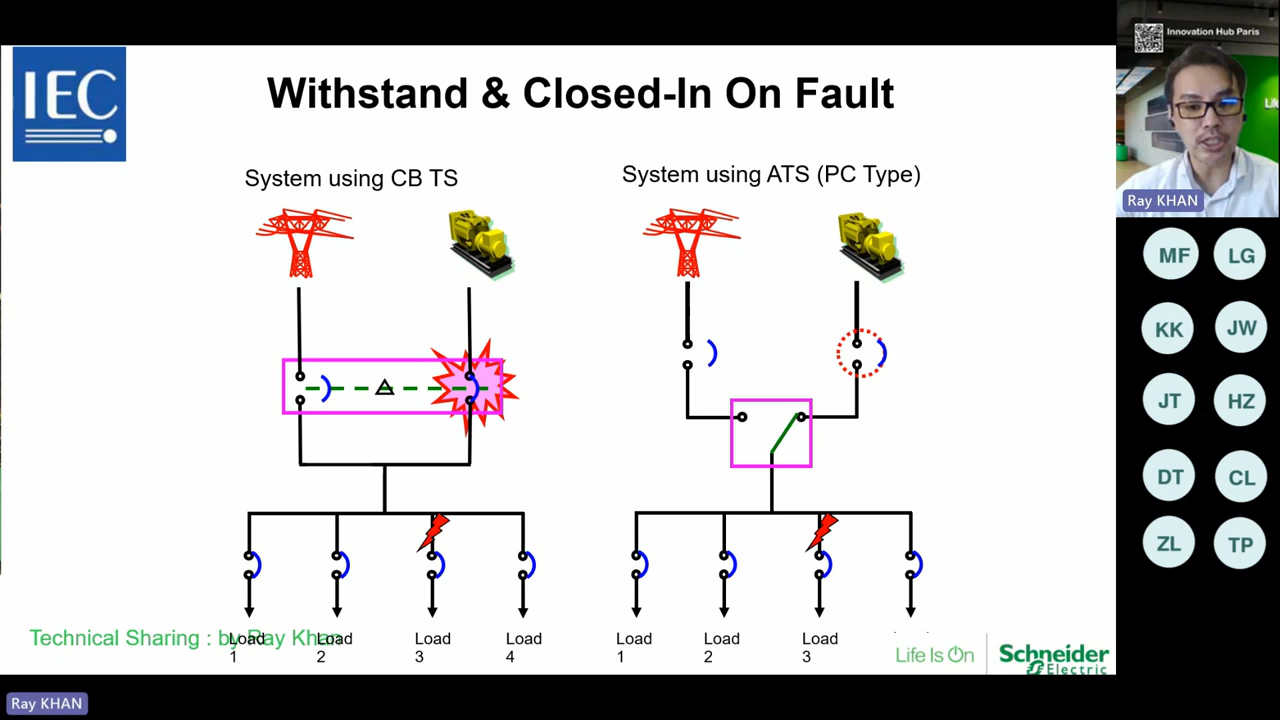 IEC
Withstand & Closed-In On Fault
System using CB TS
System using ATS (PC Type)
Load
1
Load
2
Load
3
Load
4
Load
1
Load
2
Load
3
Technical Sharing : by Ray Khan
Life Is On
Schneider
Electric
Innovation Hub Paris
Life
Ray KHAN
MF
LG
KK
JW
JT
HZ
DT
CL
ZL
TP
Ray KHAN